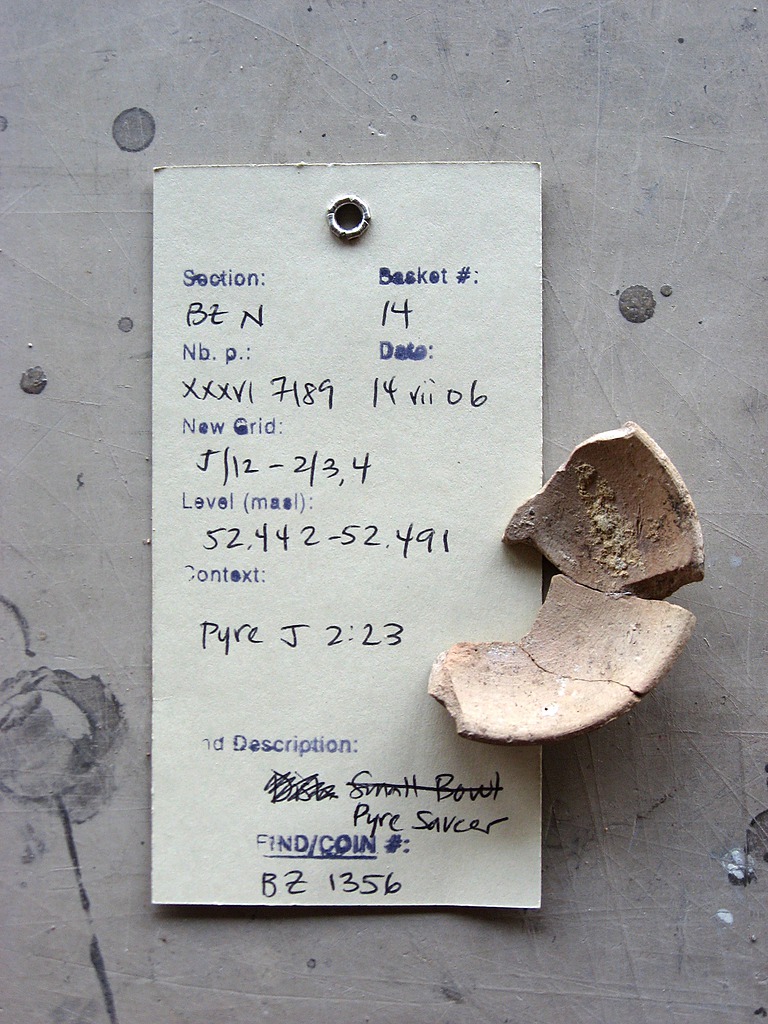 Section: Basket #:
BZ N 14
Nb. p.: Date:
XXXVI 7189 14 vii 06
New Grid:
J/12-2/3,4
Level (masl):
52.442-52.491
Context:
Pyre J 2:23
nd Description:
Small Bowl
Pyre Saucer
FIND/COIN #:
BZ 1356